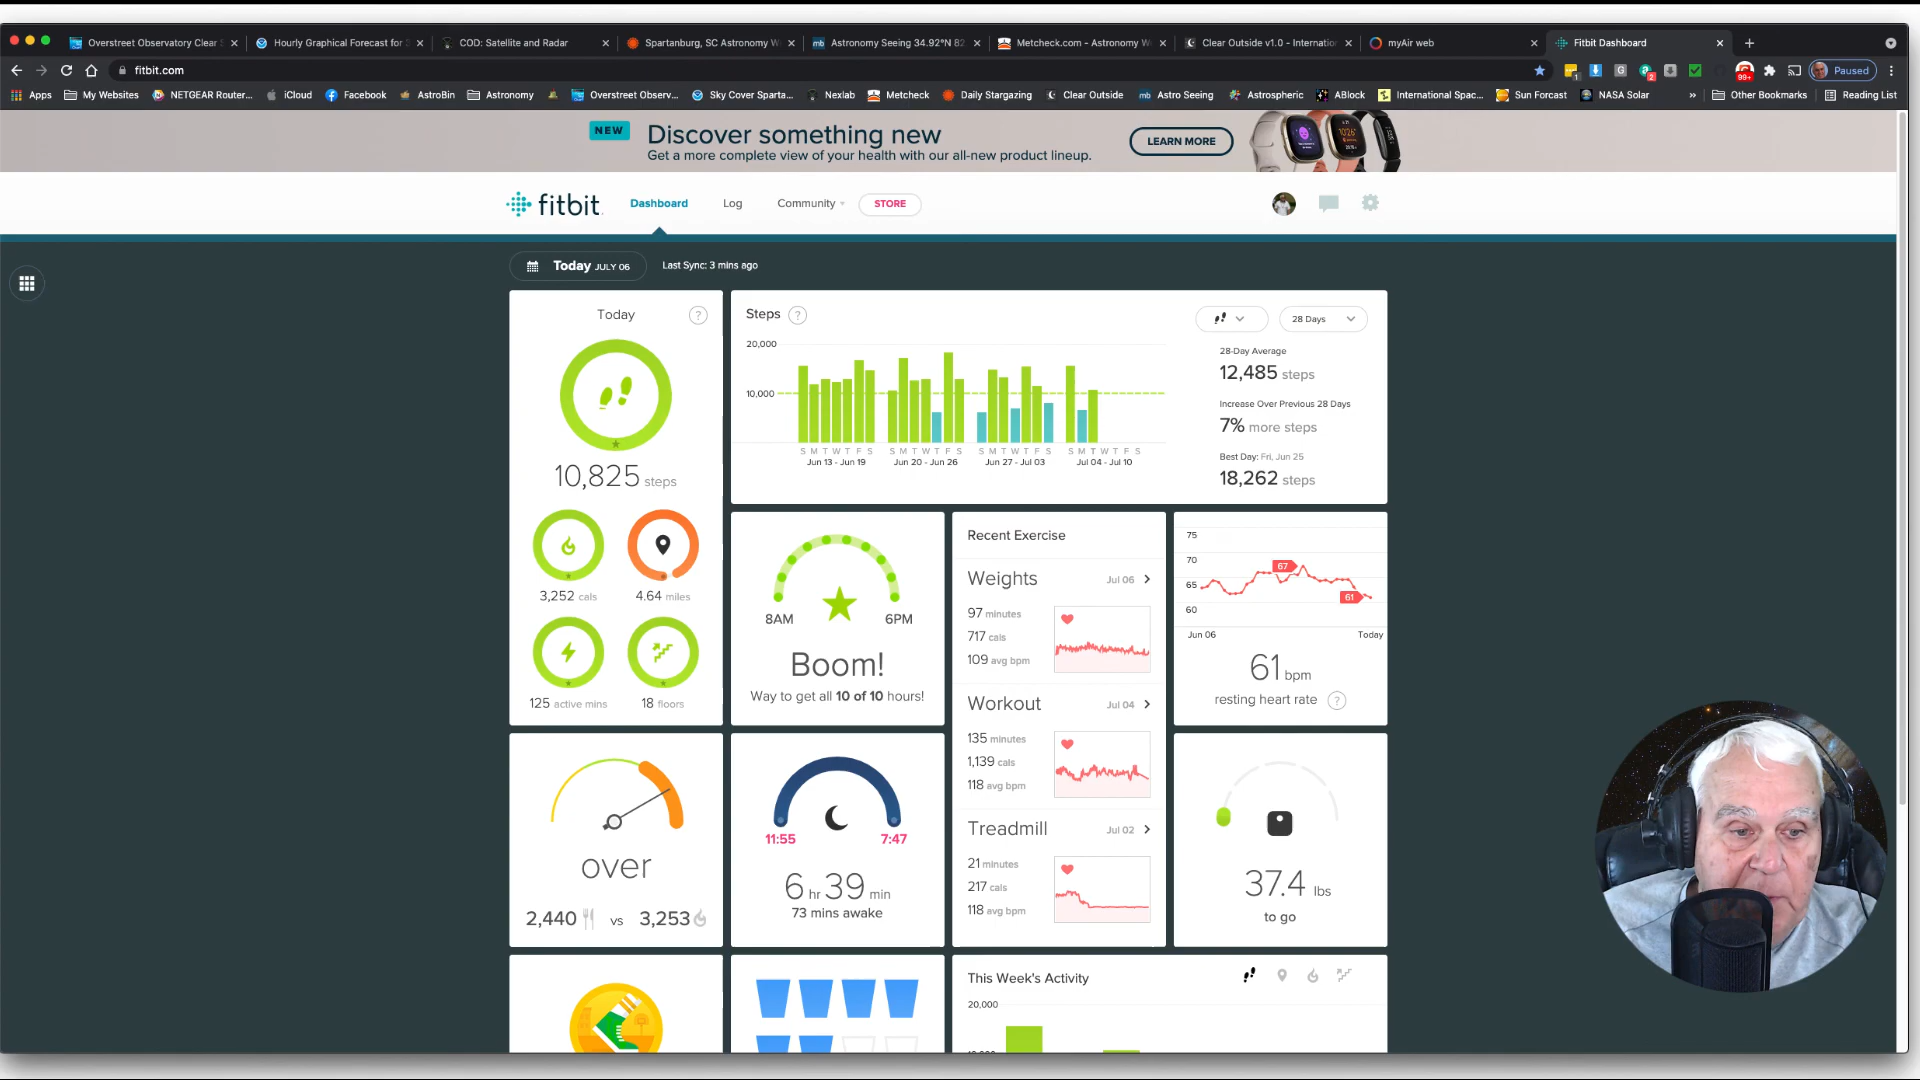 Overstreet Observatory Clear S
Hourly Graphical Forecast for 3
COD: Satellite and Radar
Spartanburg, SC Astronomy W
Astronomy Seeing 34.92°N 82
Metcheck.com - Astronomy W
Clear Outside v1.0 - Internatio
myAir web
Fitbit Dashboard
fitbit.com
1
2
99+
Paused
Apps
My Websites
NETGEAR Router...
iCloud
Facebook
AstroBin
Astronomy
Overstreet Observ...
Sky Cover Sparta...
Nexlab
Metcheck
Daily Stargazing
Clear Outside
Astro Seeing
Astrospheric
ABlock
International Spac...
Sun Forcast
NASA Solar
»
Other Bookmarks
Reading List
NEW
Discover something new
Get a more complete view of your health with our all-new product lineup.
LEARN MORE
fitbit
Dashboard
Log
Community
STORE
Today JULY 06
Last Sync: 3 mins ago
Today
?
10,825 steps
3,252 cals
4.64 miles
125 active mins
18 floors
Steps ?
28 Days
20,000
10,000
S M T W T F S
S M T W T F S
S M T W T F S
S M T W T F S
Jun 13 - Jun 19
Jun 20 - Jun 26
Jun 27 - Jul 03
Jul 04 - Jul 10
28-Day Average
12,485 steps
Increase Over Previous 28 Days
7% more steps
Best Day: Fri, Jun 25
18,262 steps
8AM
6PM
Boom!
Way to get all 10 of 10 hours!
Recent Exercise
Weights
Jul 06
97 minutes
717 cals
109 avg bpm
Workout
Jul 04
135 minutes
1,139 cals
118 avg bpm
Treadmill
Jul 02
21 minutes
217 cals
118 avg bpm
75
70
65
60
67
61
Jun 06
Today
61 bpm
resting heart rate ?
over
2,440 vs 3,253
11:55
7:47
6 hr 39 min
73 mins awake
37.4 lbs
to go
This Week's Activity
20,000